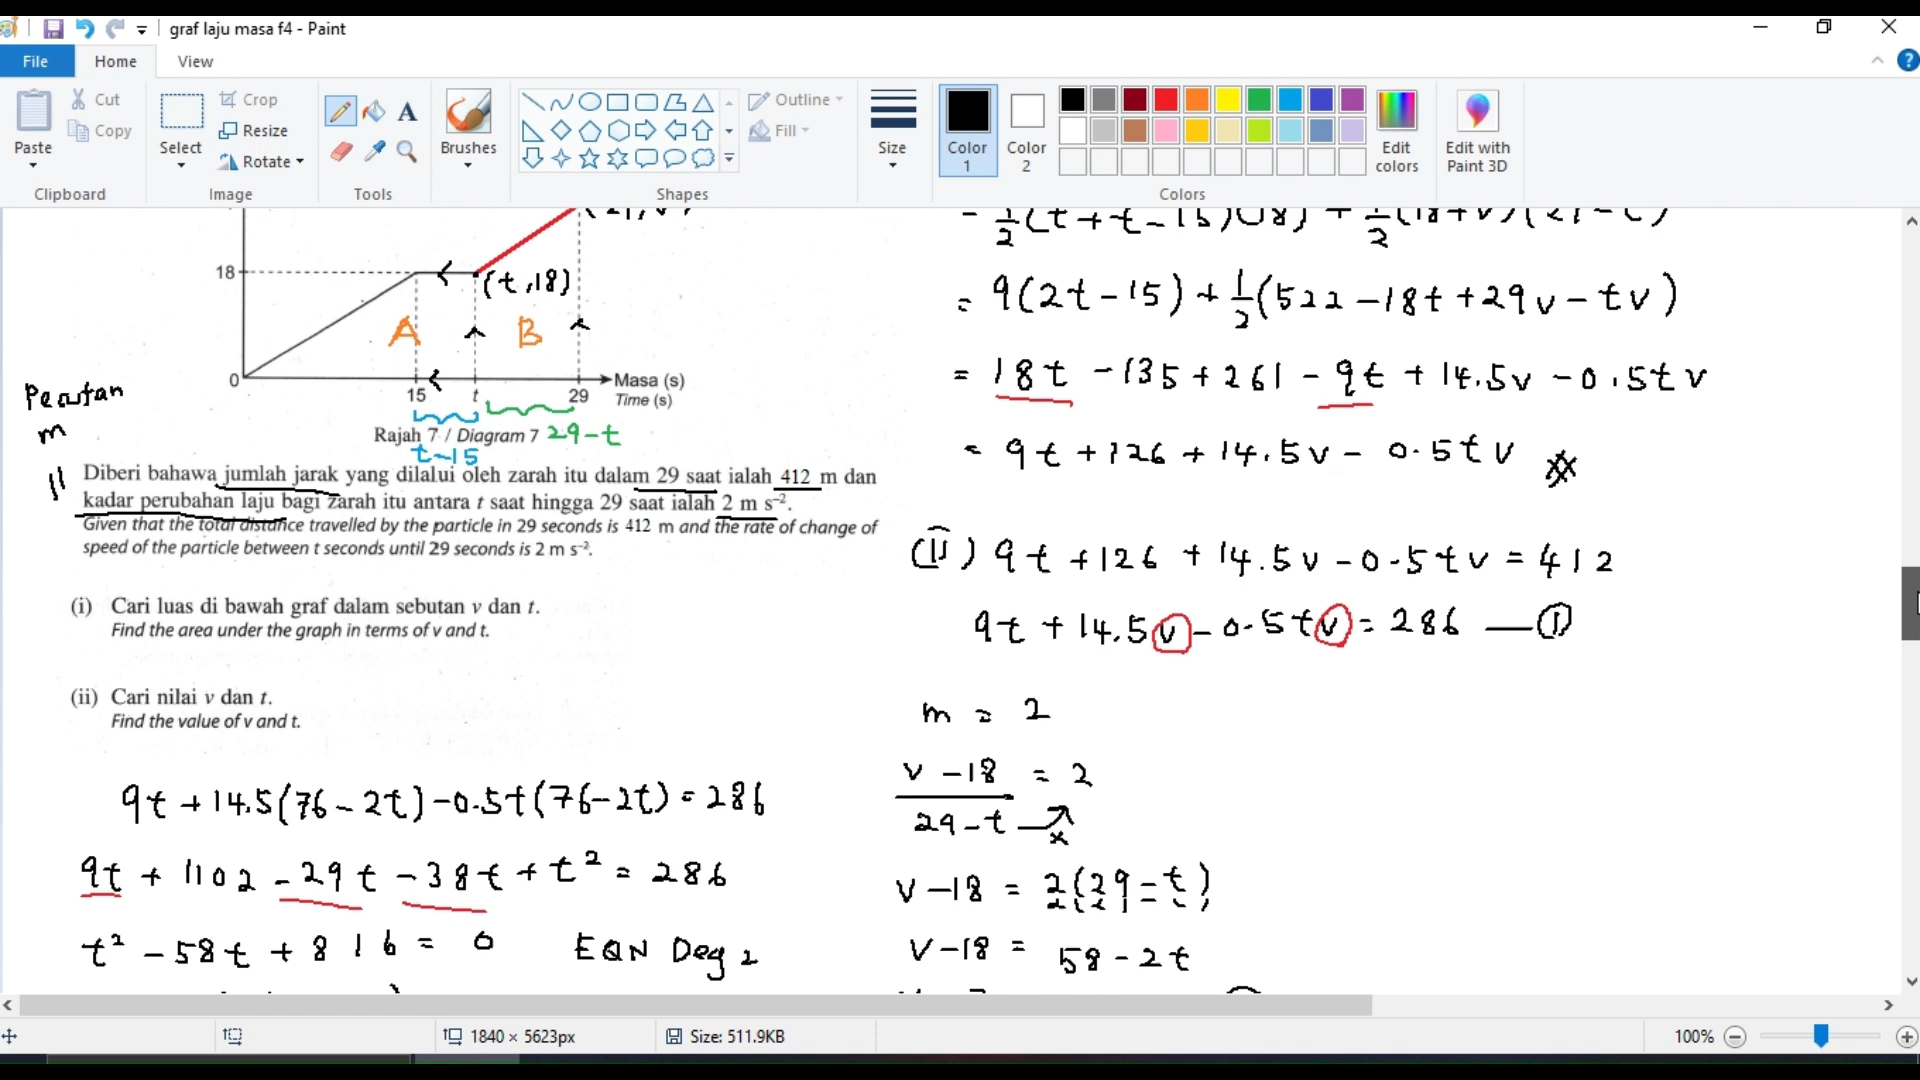 graf laju masa f4 - Paint
File
Home
View
Paste
Cut
Copy
Clipboard
Select
Crop
Resize
Rotate
Image
A
Tools
Brushes
Outline
Fill
Shapes
Size
Color 1
Color 2
Edit colors
Colors
Edit with Paint 3D
18
(t,18)
A
B
0
15
t
29
Masa (s)
Time (s)
Rajah 7 / Diagram 7
t-15
29-t
m
Diberi bahawa jumlah jarak yang dilalui oleh zarah itu dalam 29 saat ialah 412 m dan
kadar perubahan laju bagi zarah itu antara t saat hingga 29 saat ialah 2 m s⁻².
Given that the total distance travelled by the particle in 29 seconds is 412 m and the rate of change of
speed of the particle between t seconds until 29 seconds is 2 m s⁻².
(i) Cari luas di bawah graf dalam sebutan v dan t.
Find the area under the graph in terms of v and t.
(ii) Cari nilai v dan t.
Find the value of v and t.
9t + 14.5(76 - 2t) - 0.5t(76 - 2t) = 286
9t + 1102 - 29t - 38t + t² = 286
t² - 58t + 816 = 0 EQN Deg 2
= 9(2t - 15) + 1/2(522 - 18t + 29v - tv)
= 18t - 135 + 261 - 9t + 14.5v - 0.5tv
= 9t + 126 + 14.5v - 0.5tv
(ii) 9t + 126 + 14.5v - 0.5tv = 412
9t + 14.5v - 0.5tv = 286 — ①
m = 2
v - 18 = 2
29 - t
v - 18 = 2(29 - t)
v - 18 = 58 - 2t
1840 × 5623px
Size: 511.9KB
100%